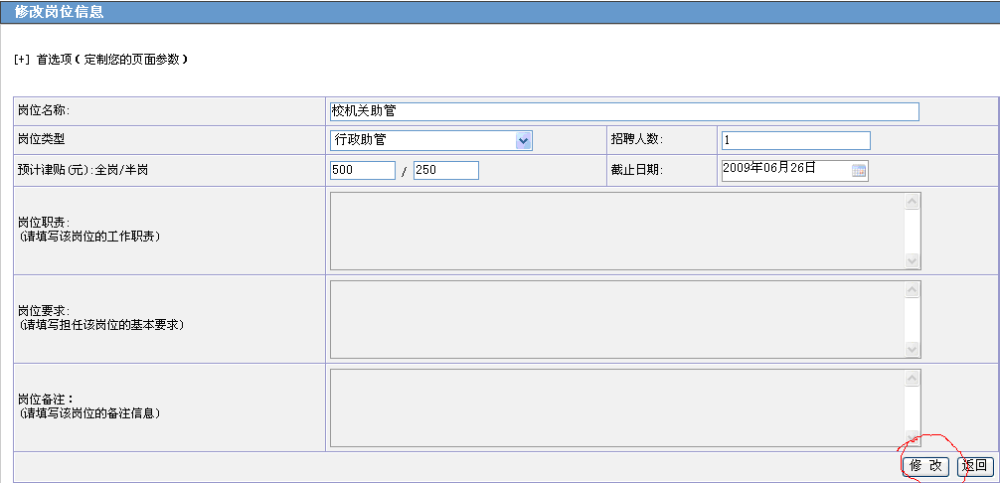 修改岗位信息
[+] 首选项(定制您的页面参数)
岗位名称: 校机关助管
岗位类型 行政助管 招聘人数: 1
预计津贴(元):全岗/半岗 500 / 250 截止日期: 2009年06月26日
岗位职责:
(请填写该岗位的工作职责)
岗位要求:
(请填写担任该岗位的基本要求)
岗位备注:
(请填写该岗位的备注信息)
修 改 返回